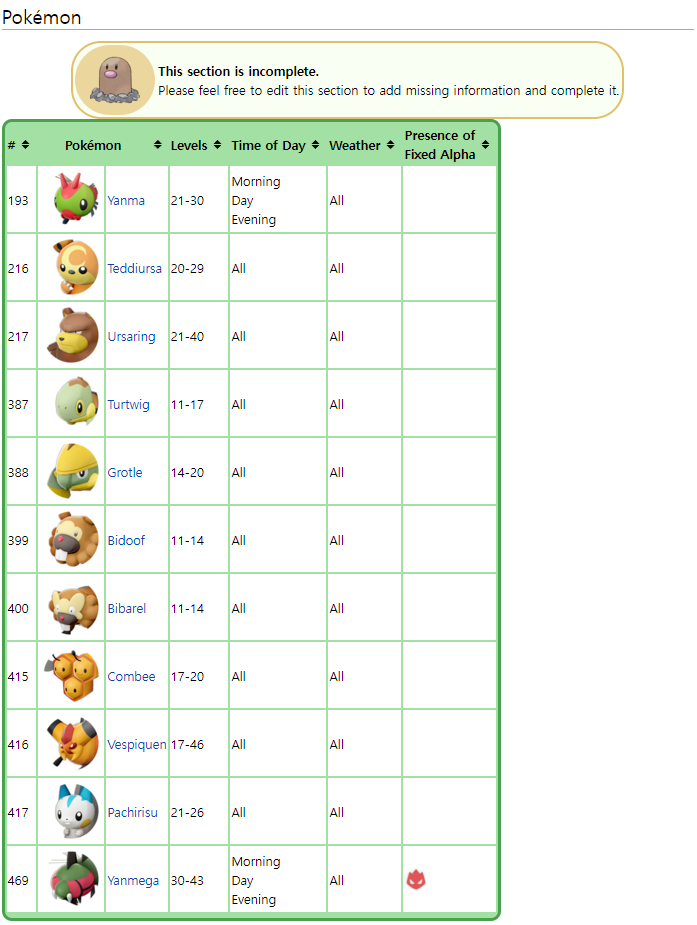 Pokémon
This section is incomplete.
Please feel free to edit this section to add missing information and complete it.
# Pokémon Levels Time of Day Weather Presence of
Fixed Alpha
193 Yanma 21-30 Morning
Day
Evening All
216 Teddiursa 20-29 All All
217 Ursaring 21-40 All All
387 Turtwig 11-17 All All
388 Grotle 14-20 All All
399 Bidoof 11-14 All All
400 Bibarel 11-14 All All
415 Combee 17-20 All All
416 Vespiquen 17-46 All All
417 Pachirisu 21-26 All All
469 Yanmega 30-43 Morning
Day
Evening All